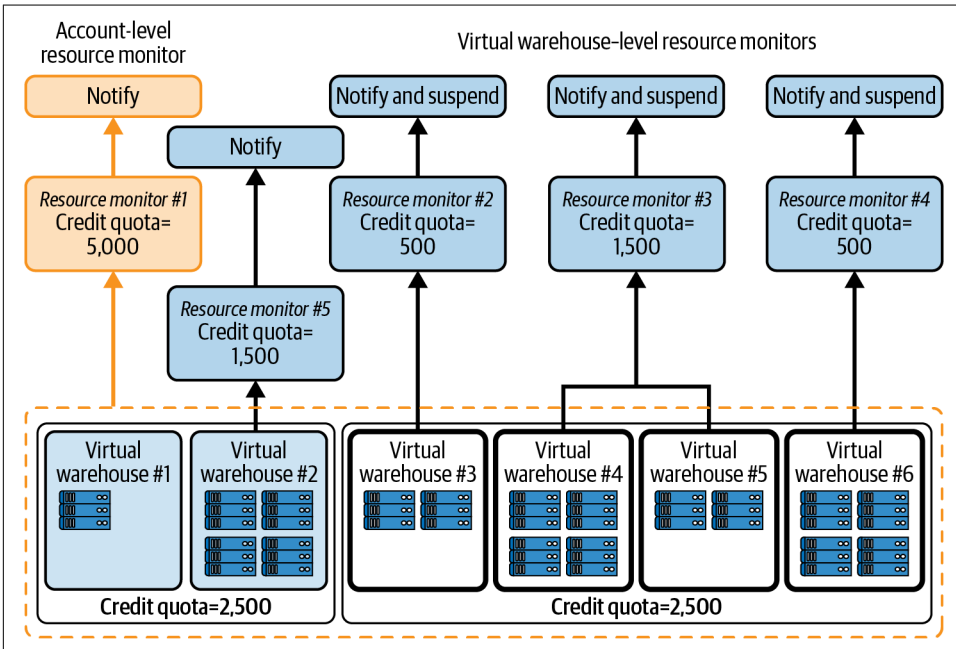 Account-level
resource monitor
Virtual warehouse–level resource monitors
Notify
Notify and suspend
Notify and suspend
Notify and suspend
Notify
Resource monitor #1
Credit quota=
5,000
Resource monitor #2
Credit quota=
500
Resource monitor #3
Credit quota=
1,500
Resource monitor #4
Credit quota=
500
Resource monitor #5
Credit quota=
1,500
Virtual
warehouse #1
Virtual
warehouse #2
Virtual
warehouse #3
Virtual
warehouse #4
Virtual
warehouse #5
Virtual
warehouse #6
Credit quota=2,500
Credit quota=2,500